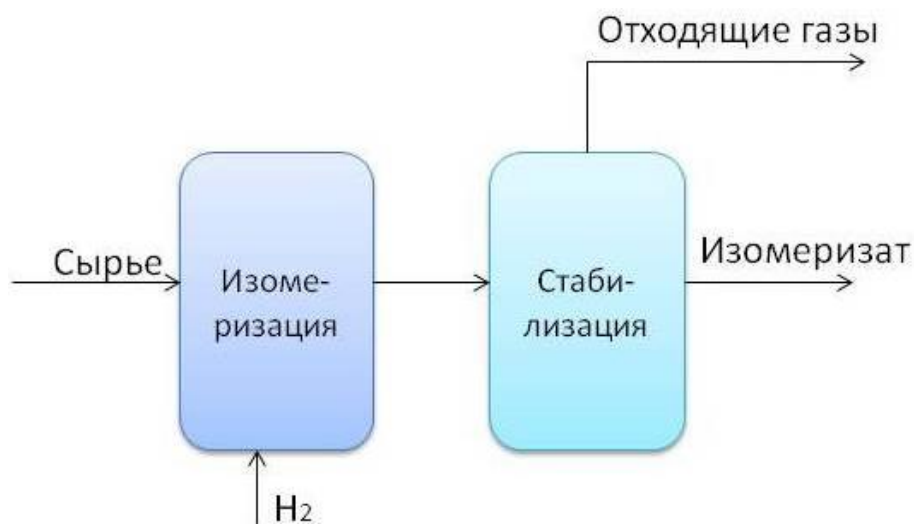 Отходящие газы
Сырье
Изоме-
ризация
Стаби-
лизация
Изомеризат
H2